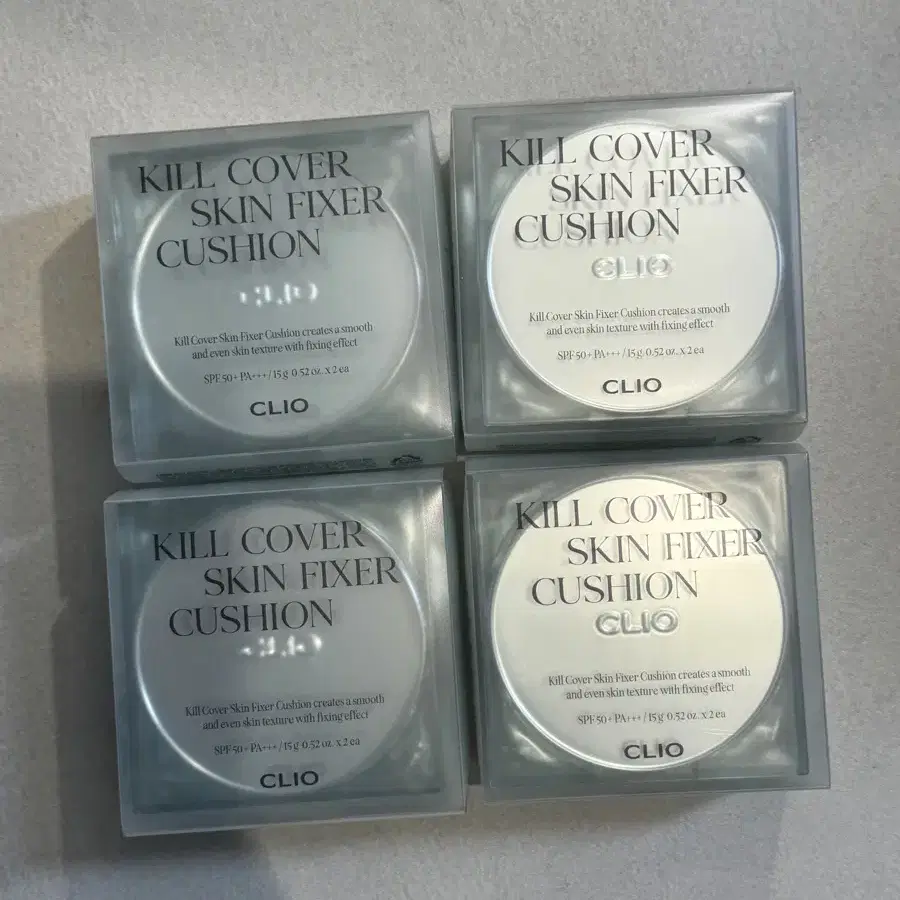 KILL COVER
SKIN FIXER
CUSHION
CLIO
Kill Cover Skin Fixer Cushion creates a smooth
and even skin texture with fixing effect
SPF 50+ PA+++ / 15 g 0.52 oz. x 2 ea
CLIO
KILL COVER
SKIN FIXER
CUSHION
CLIO
Kill Cover Skin Fixer Cushion creates a smooth
and even skin texture with fixing effect
SPF 50+ PA+++ / 15 g 0.52 oz. x 2 ea
CLIO
KILL COVER
SKIN FIXER
CUSHION
CLIO
Kill Cover Skin Fixer Cushion creates a smooth
and even skin texture with fixing effect
SPF 50+ PA+++ / 15 g 0.52 oz. x 2 ea
CLIO
KILL COVER
SKIN FIXER
CUSHION
CLIO
Kill Cover Skin Fixer Cushion creates a smooth
and even skin texture with fixing effect
SPF 50+ PA+++ / 15 g 0.52 oz. x 2 ea
CLIO